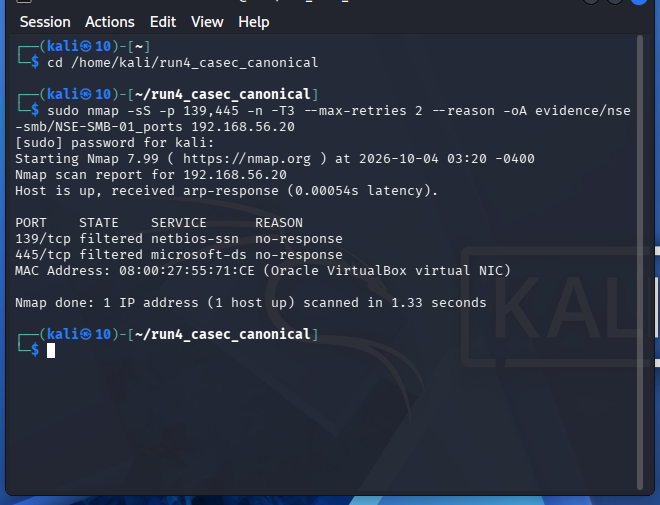 Session Actions Edit View Help
┌──(kali㉿10)-[~]
└─$ cd /home/kali/run4_casec_canonical
┌──(kali㉿10)-[~/run4_casec_canonical]
└─$ sudo nmap -sS -p 139,445 -n -T3 --max-retries 2 --reason -oA evidence/nse
-smb/NSE-SMB-01_ports 192.168.56.20
[sudo] password for kali:
Starting Nmap 7.99 ( https://nmap.org ) at 2026-10-04 03:20 -0400
Nmap scan report for 192.168.56.20
Host is up, received arp-response (0.00054s latency).
PORT    STATE    SERVICE      REASON
139/tcp filtered netbios-ssn  no-response
445/tcp filtered microsoft-ds no-response
MAC Address: 08:00:27:55:71:CE (Oracle VirtualBox virtual NIC)
Nmap done: 1 IP address (1 host up) scanned in 1.33 seconds
┌──(kali㉿10)-[~/run4_casec_canonical]
└─$
KAL